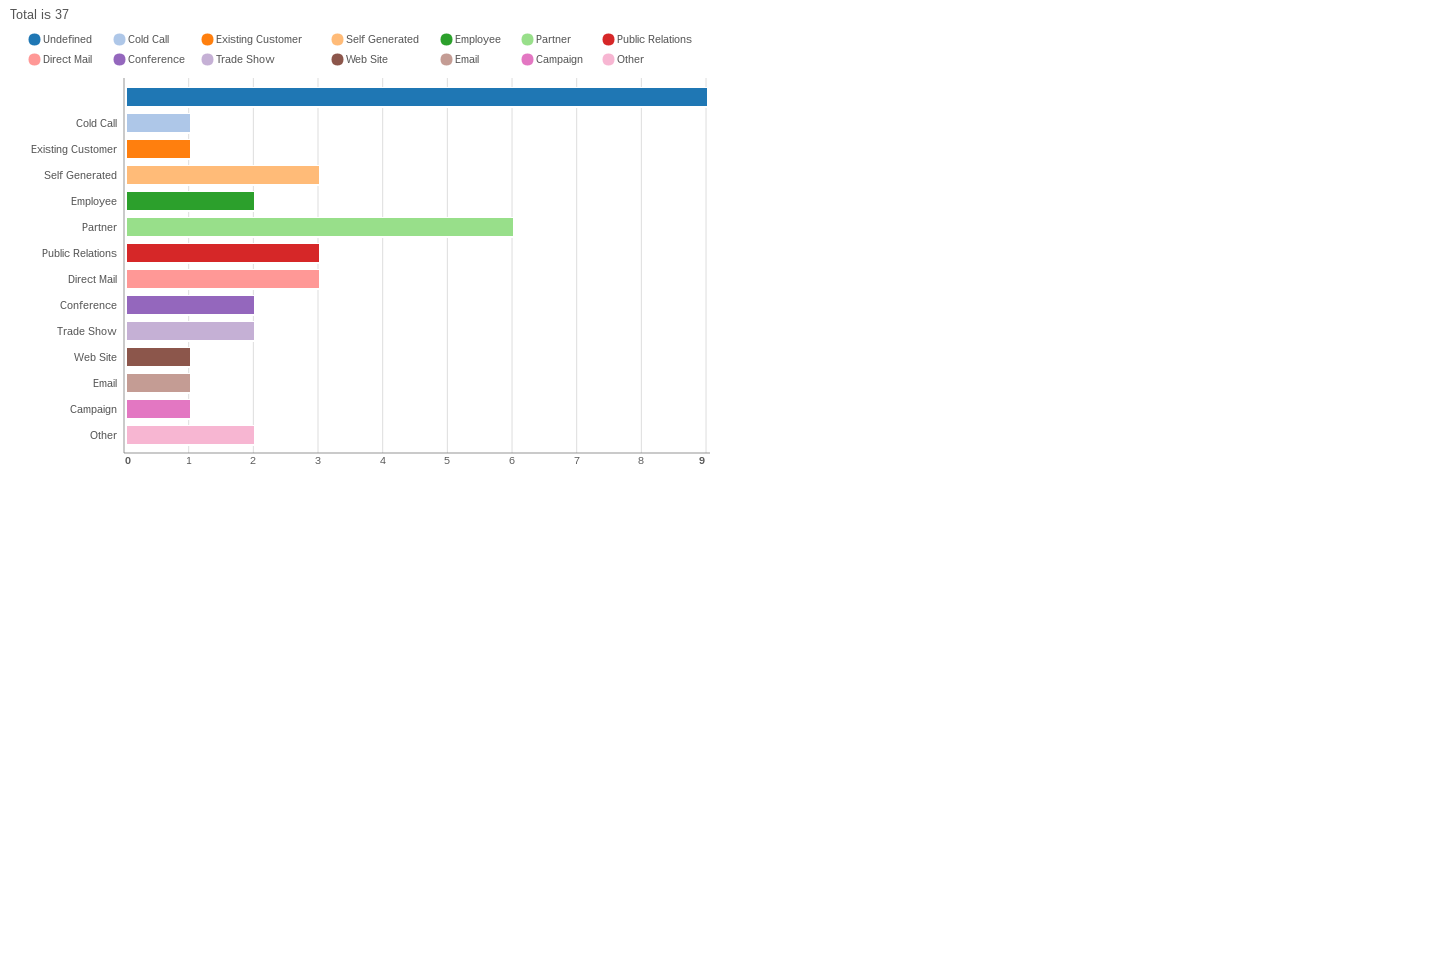 Total is 37
Undefined Cold Call Existing Customer Self Generated Employee Partner Public Relations
Direct Mail Conference Trade Show Web Site Email Campaign Other
Cold Call
Existing Customer
Self Generated
Employee
Partner
Public Relations
Direct Mail
Conference
Trade Show
Web Site
Email
Campaign
Other
0 1 2 3 4 5 6 7 8 9